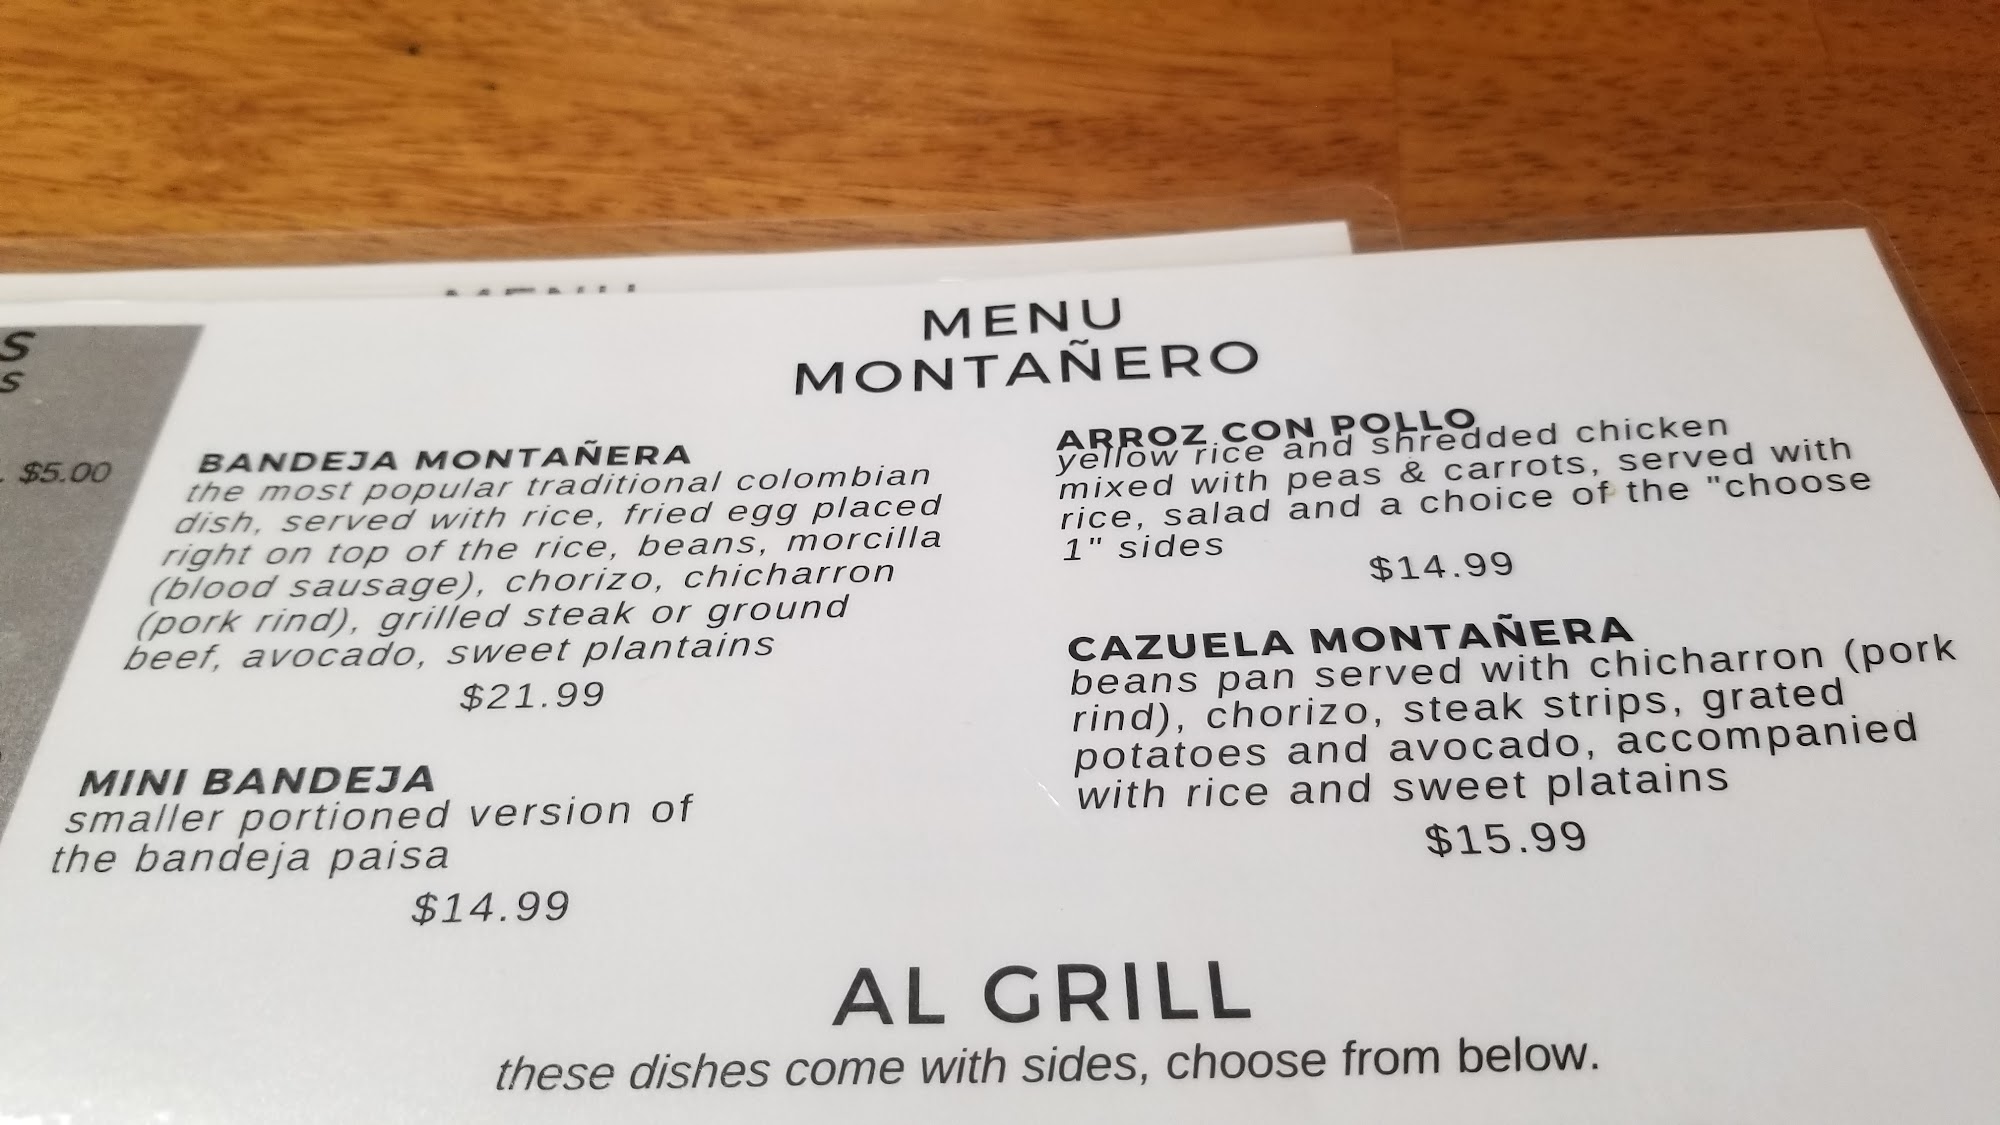 MENU
S
S
. $5.00
MENU
MONTAÑERO
BANDEJA MONTAÑERA
the most popular traditional colombian
dish, served with rice, fried egg placed
right on top of the rice, beans, morcilla
(blood sausage), chorizo, chicharron
(pork rind), grilled steak or ground
beef, avocado, sweet plantains
$21.99
MINI BANDEJA
smaller portioned version of
the bandeja paisa
$14.99
ARROZ CON POLLO
yellow rice and shredded chicken
mixed with peas & carrots, served with
rice, salad and a choice of the "choose
1" sides
$14.99
CAZUELA MONTAÑERA
beans pan served with chicharron (pork
rind), chorizo, steak strips, grated
potatoes and avocado, accompanied
with rice and sweet platains
$15.99
AL GRILL
these dishes come with sides, choose from below.